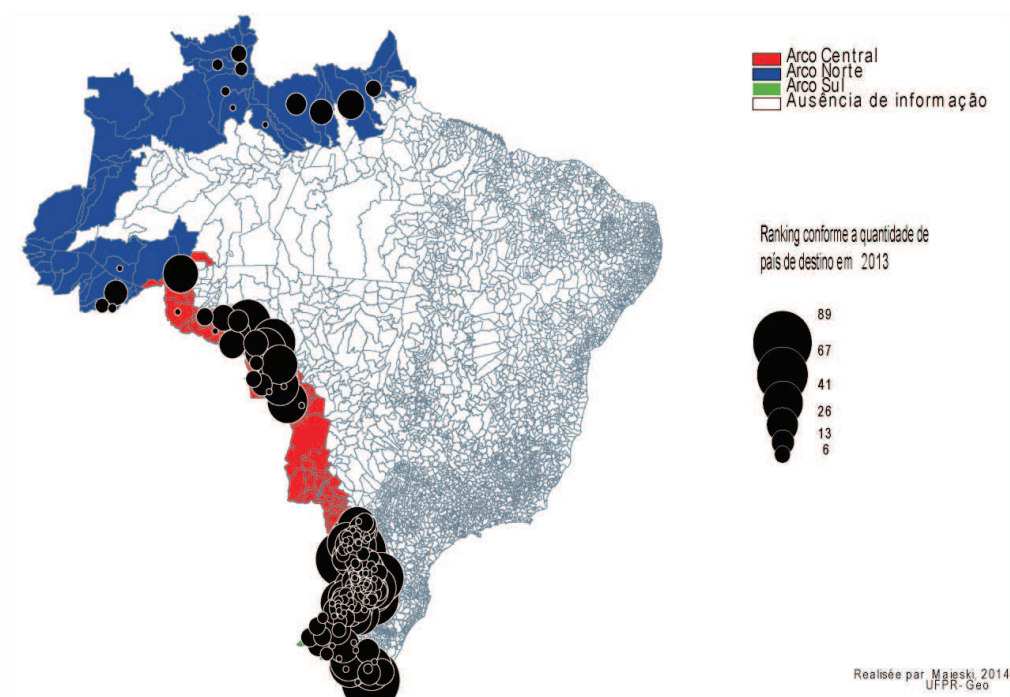 Arco Central
Arco Norte
Arco Sul
Ausência de informação
Ranking conforme a quantidade de
país de destino em 2013
89
67
41
26
13
6
Realisée par Majeski, 2014
UFPR-Geo